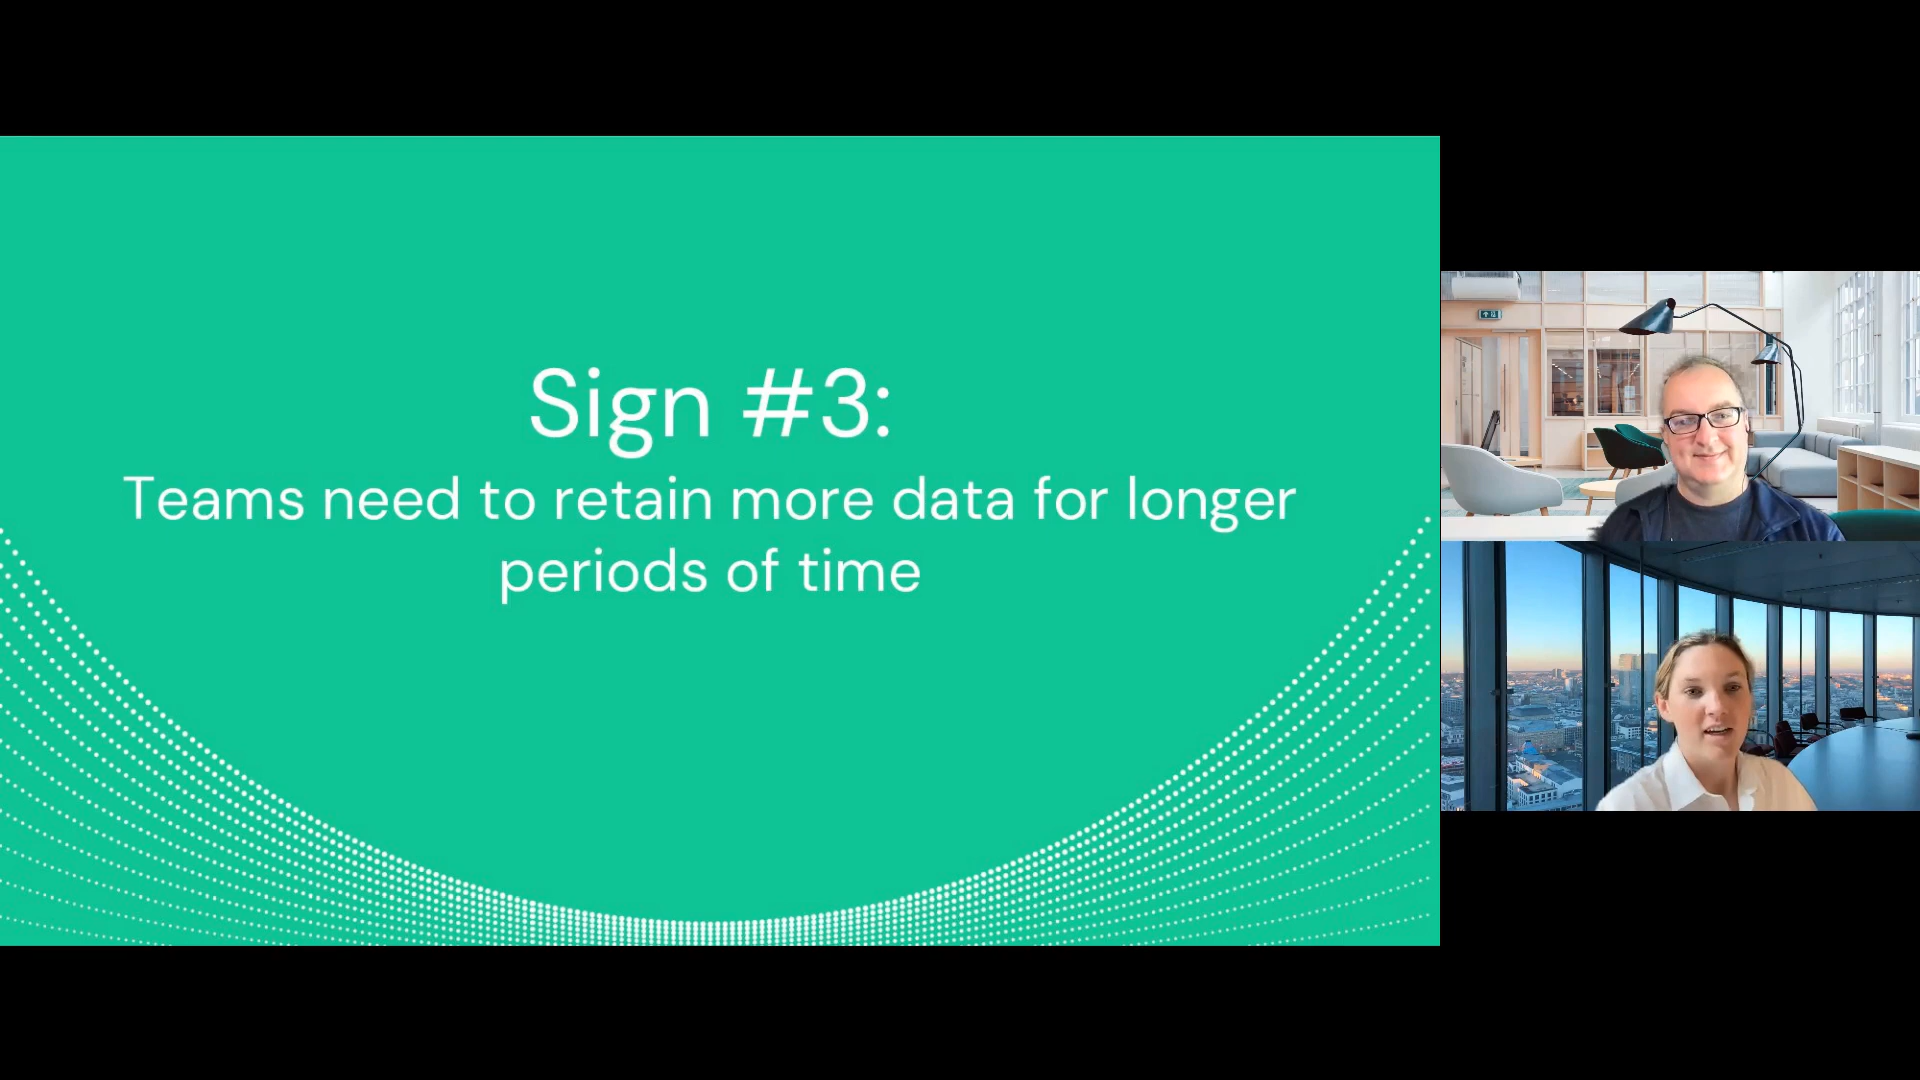 Sign #3:
Teams need to retain more data for longer
periods of time